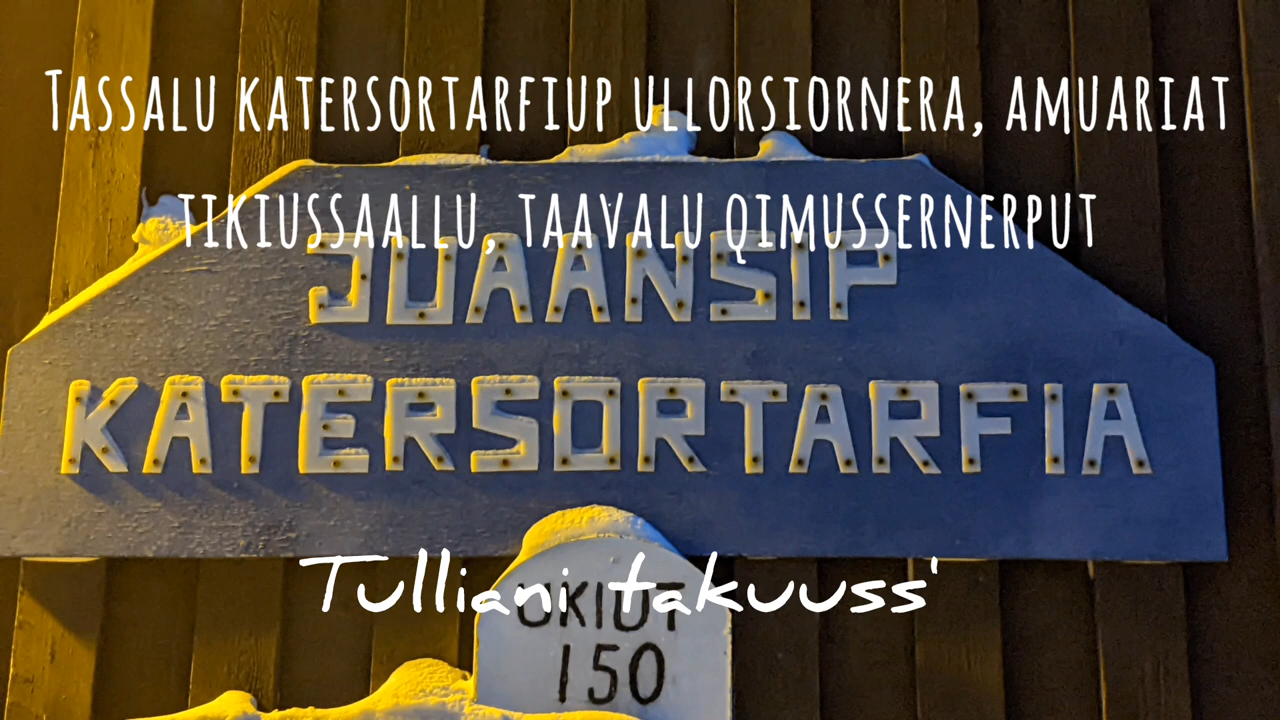 Tassalu katersortarfiup ullorsiornera, amuariat
tikiussaallu, taavalu qimussernerput
JUAANSIP
KATERSORTARFIA
Tulliani takuuss'
UKIUT
150